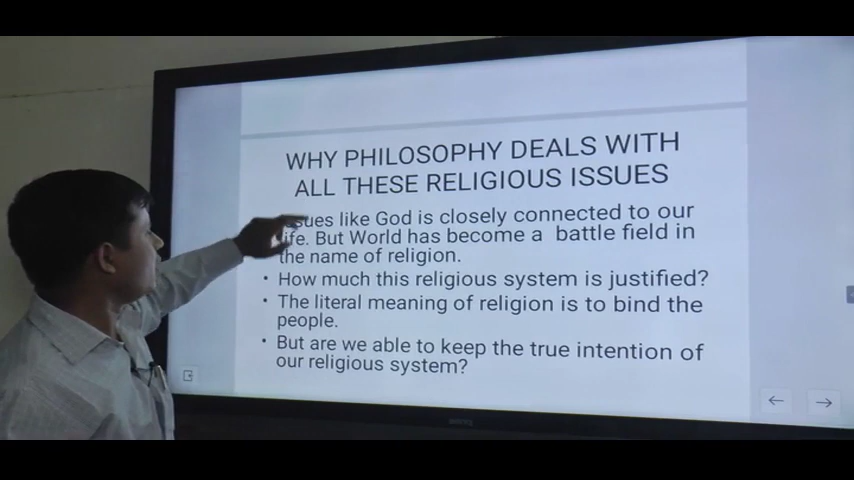 WHY PHILOSOPHY DEALS WITH
ALL THESE RELIGIOUS ISSUES
like God is closely connected to our
But World has become a battle field in
the name of religion.
• How much this religious system is justified?
• The literal meaning of religion is to bind the
people.
• But are we able to keep the true intention of
our religious system?